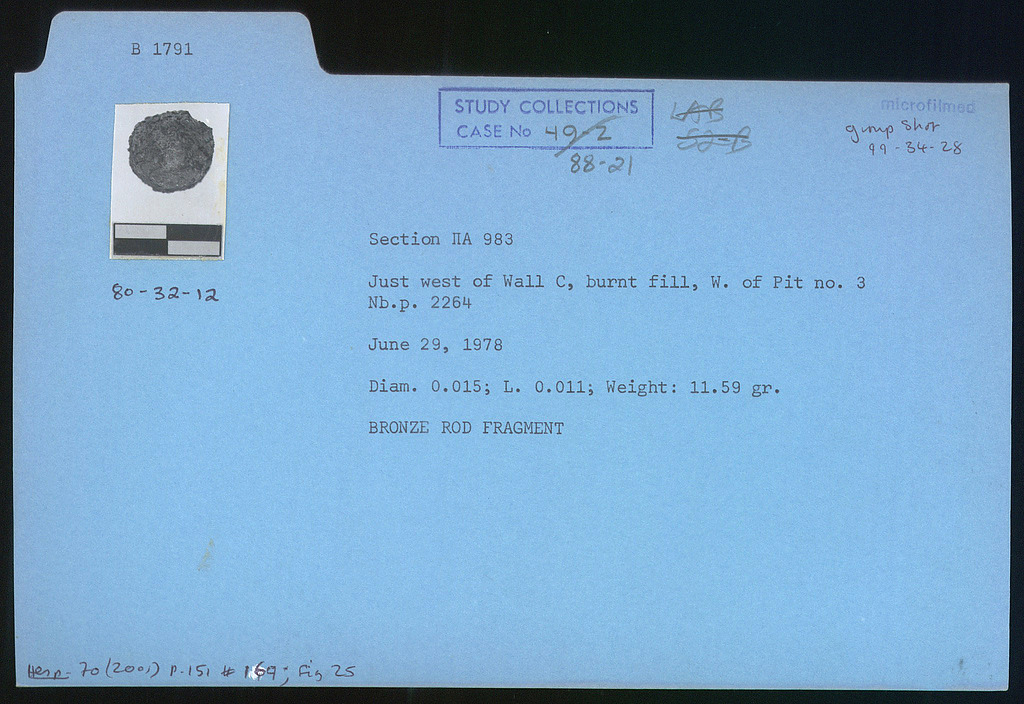 B 1791
STUDY COLLECTIONS
CASE No 49-2
88-21
LAB
S2-B
microfilmed
group shot
99-34-28
80-32-12
Section ΠA 983
Just west of Wall C, burnt fill, W. of Pit no. 3
Nb.p. 2264
June 29, 1978
Diam. 0.015; L. 0.011; Weight: 11.59 gr.
BRONZE ROD FRAGMENT
Hesp. 70 (2001) p. 151 # 169; Fig 25